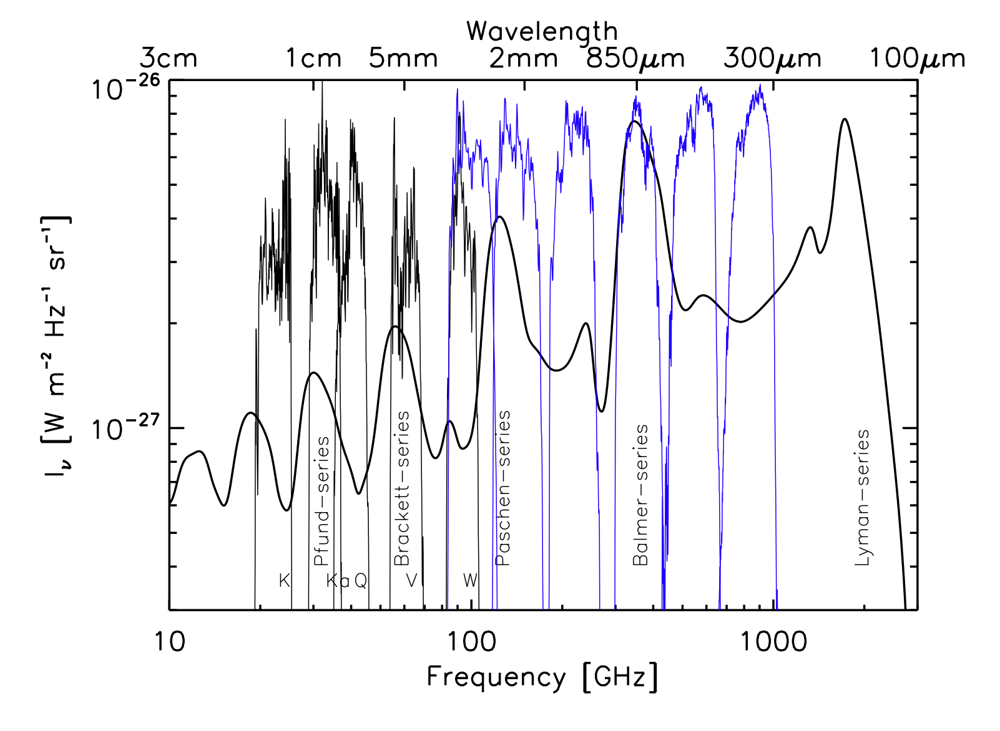 Wavelength
3cm 1cm 5mm 2mm 850μm 300μm 100μm
10⁻²⁶
10⁻²⁷
I_ν [W m⁻² Hz⁻¹ sr⁻¹]
Pfund-series
Brackett-series
Paschen-series
Balmer-series
Lyman-series
K Ka Q V W
10 100 1000
Frequency [GHz]